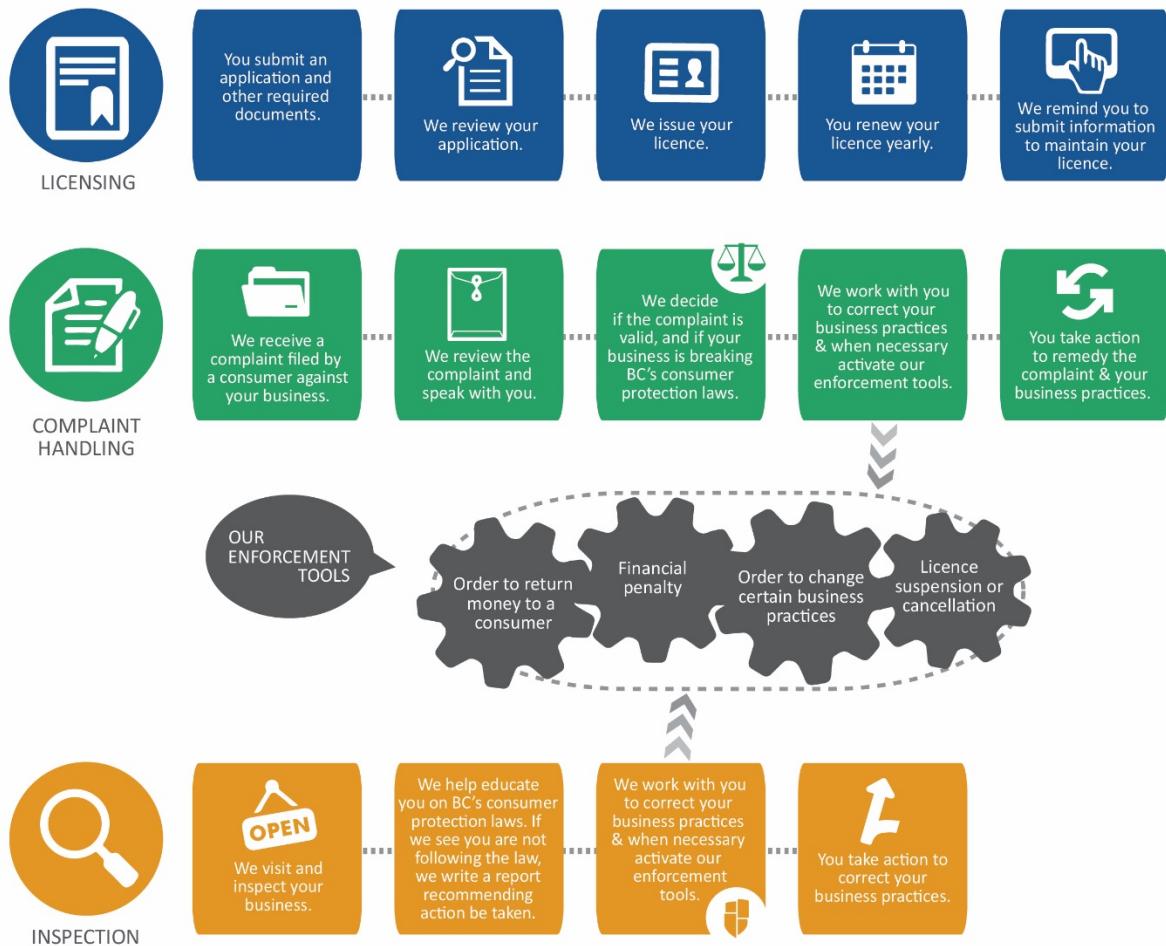 You submit an
application and
other required
documents.
We review your
application.
We issue your
licence.
You renew your
licence yearly.
We remind you to
submit information
to maintain your
licence.
LICENSING
We receive a
complaint filed by
a consumer against
your business.
We review the
complaint and
speak with you.
We decide
if the complaint is
valid, and if your
business is breaking
BC's consumer
protection laws.
We work with you
to correct your
business practices
& when necessary
activate our
enforcement tools.
You take action
to remedy the
complaint & your
business practices.
COMPLAINT
HANDLING
OUR
ENFORCEMENT
TOOLS
Order to return
money to a
consumer
Financial
penalty
Order to change
certain business
practices
Licence
suspension or
cancellation
OPEN
We visit and
inspect your
business.
We help educate
you on BC's consumer
protection laws. If
we see you are not
following the law,
we write a report
recommending
action be taken.
We work with you
to correct your
business practices
& when necessary
activate our
enforcement
tools.
You take action to
correct your
business practices.
INSPECTION